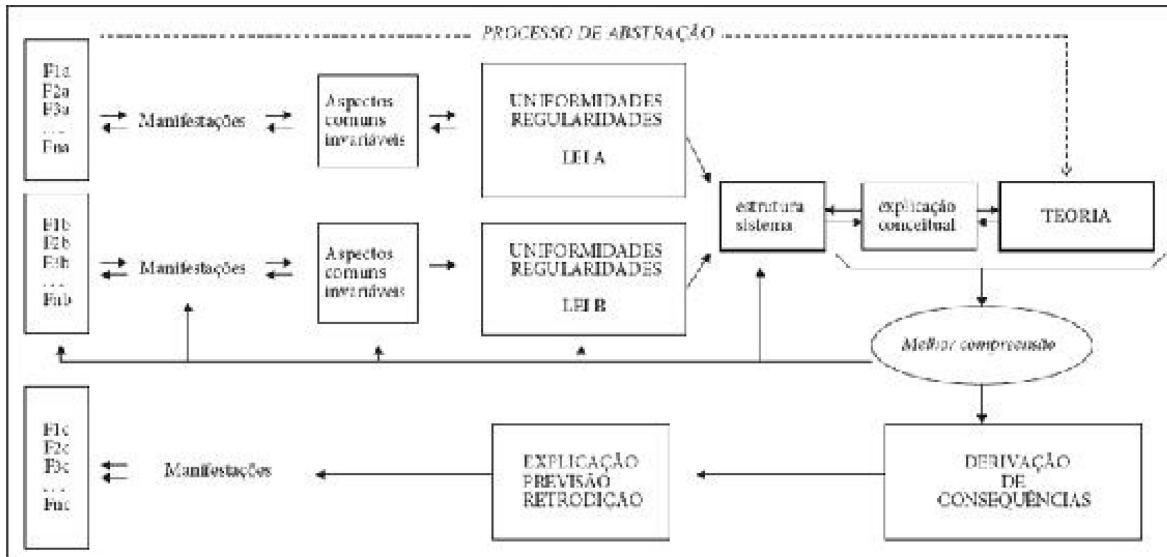 PROCESSO DE ABSTRAÇÃO
F1a
F2a
F3a
...
Fna
Manifestações
Aspectos
comuns
invariáveis
UNIFORMIDADES
REGULARIDADES
LEI A
F1b
F2b
F3b
...
Fnb
Manifestações
Aspectos
comuns
invariáveis
UNIFORMIDADES
REGULARIDADES
LEI B
estrutura
sistema
explicação
conceitual
TEORIA
Melhor compreensão
F1c
F2c
F3c
...
Fnc
Manifestações
EXPLICAÇÃO
PREVISÃO
RETRODIÇÃO
DERIVAÇÃO
DE
CONSEQUÊNCIAS